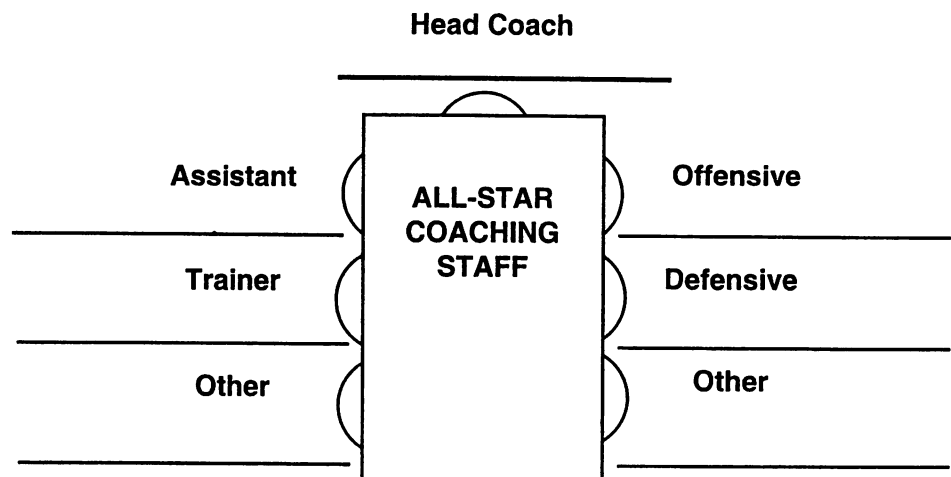 Head Coach
Assistant
Offensive
ALL-STAR
COACHING
STAFF
Trainer
Defensive
Other
Other